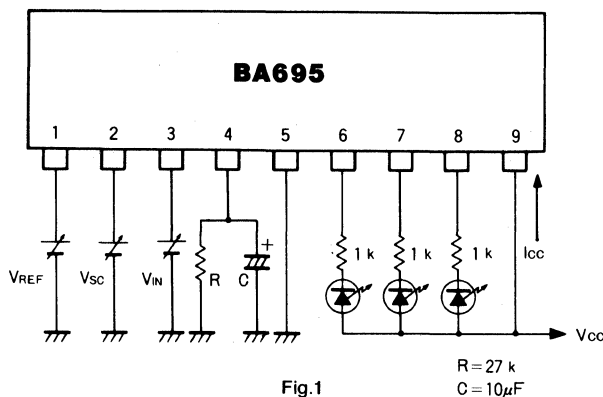 BA695
1 2 3 4 5 6 7 8 9
+
1 k 1 k 1 k ICC
VREF VSC VIN R C
VCC
R = 27 k
C = 10μF
Fig.1